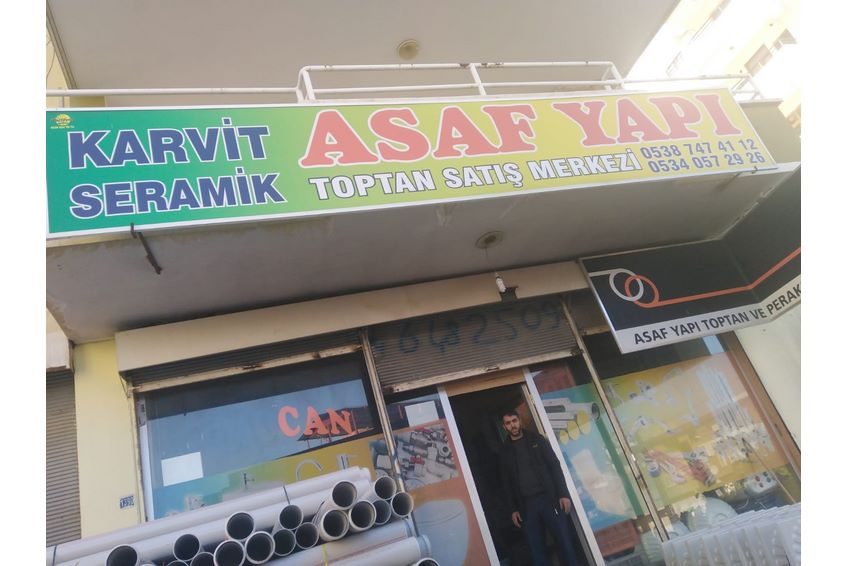 KARVİT
SERAMİK
ASAF YAPI
TOPTAN SATIŞ MERKEZİ
0538 747 41 12
0534 057 29 26
ASAF YAPI TOPTAN VE PERAK
CAN